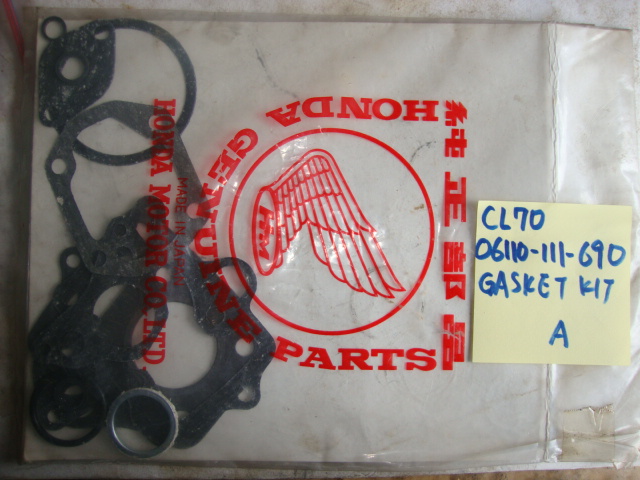 HONDA GENUINE PARTS
純正部品
HM
MADE IN JAPAN
HONDA MOTOR CO.,LTD.
CL70
06110-111-690
GASKET KIT
A